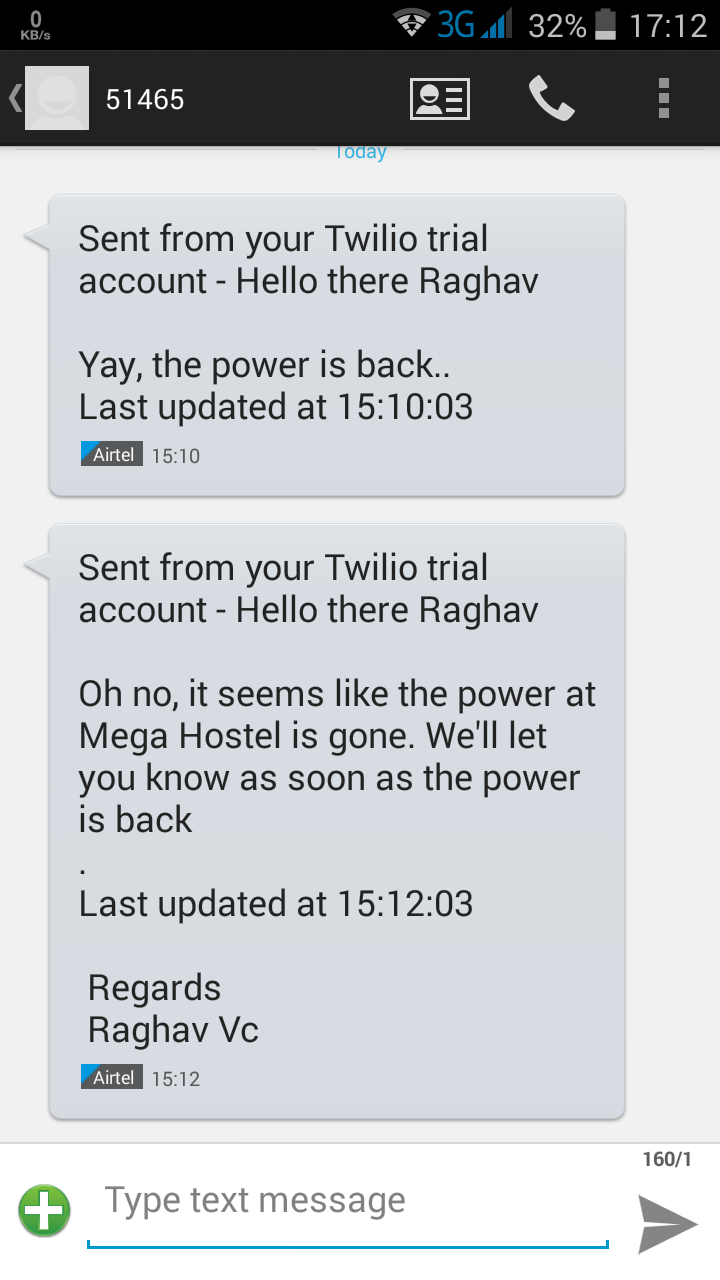 0
KB/s
3G
32%
17:12
51465
Today
Sent from your Twilio trial
account - Hello there Raghav
Yay, the power is back..
Last updated at 15:10:03
Airtel 15:10
Sent from your Twilio trial
account - Hello there Raghav
Oh no, it seems like the power at
Mega Hostel is gone. We'll let
you know as soon as the power
is back
.
Last updated at 15:12:03
Regards
Raghav Vc
Airtel 15:12
160/1
Type text message